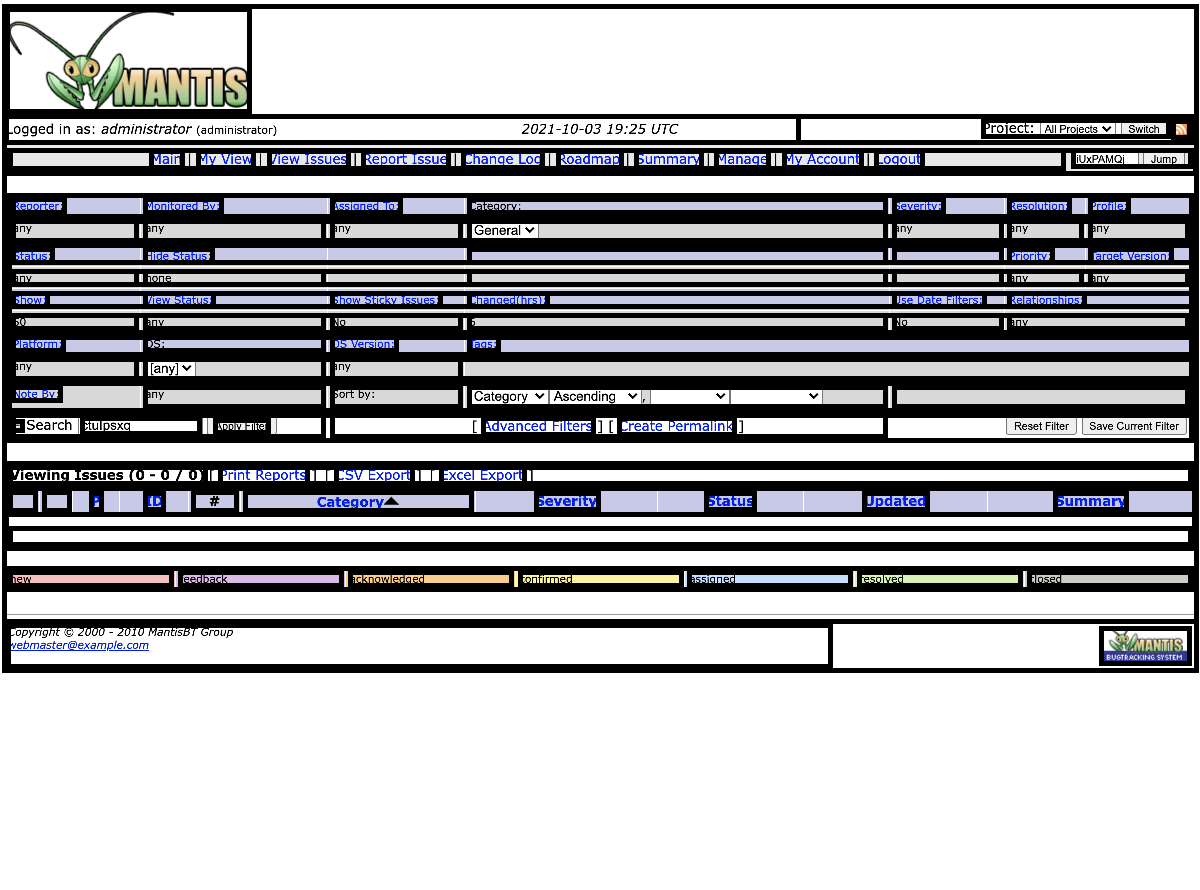 MANTIS
Logged in as: administrator (administrator) 2021-10-03 19:25 UTC Project: All Projects Switch
Main | My View | View Issues | Report Issue | Change Log | Roadmap | Summary | Manage | My Account | Logout iUxPAMQj Jump
Reporter: Monitored By: Assigned To: Category: Severity: Resolution: Profile:
any any any General any any any
Status: Hide Status: Priority: Target Version:
any none any any
Show: View Status: Show Sticky Issues: Changed(hrs): Use Date Filters: Relationships:
50 any No 6 No any
Platform: OS: OS Version: Tags:
any [any] any
Note By: any Sort by: Category Ascending ,
Search ctulpsxq Apply Filter [ Advanced Filters ] [ Create Permalink ] Reset Filter Save Current Filter
Viewing Issues (0 - 0 / 0) [ Print Reports ] [ CSV Export ] [ Excel Export ]
P ID # Category Severity Status Updated Summary
new feedback acknowledged confirmed assigned resolved closed
Copyright © 2000 - 2010 MantisBT Group
webmaster@example.com
MANTIS
BUGTRACKING SYSTEM